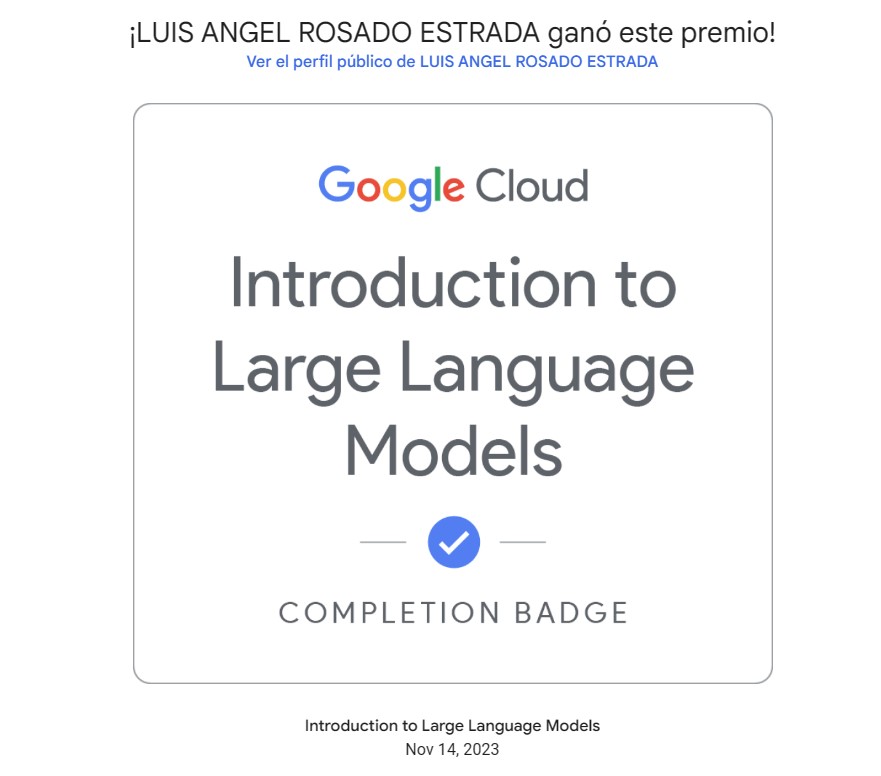 ¡LUIS ANGEL ROSADO ESTRADA ganó este premio!
Ver el perfil público de LUIS ANGEL ROSADO ESTRADA
Google Cloud
Introduction to
Large Language
Models
COMPLETION BADGE
Introduction to Large Language Models
Nov 14, 2023